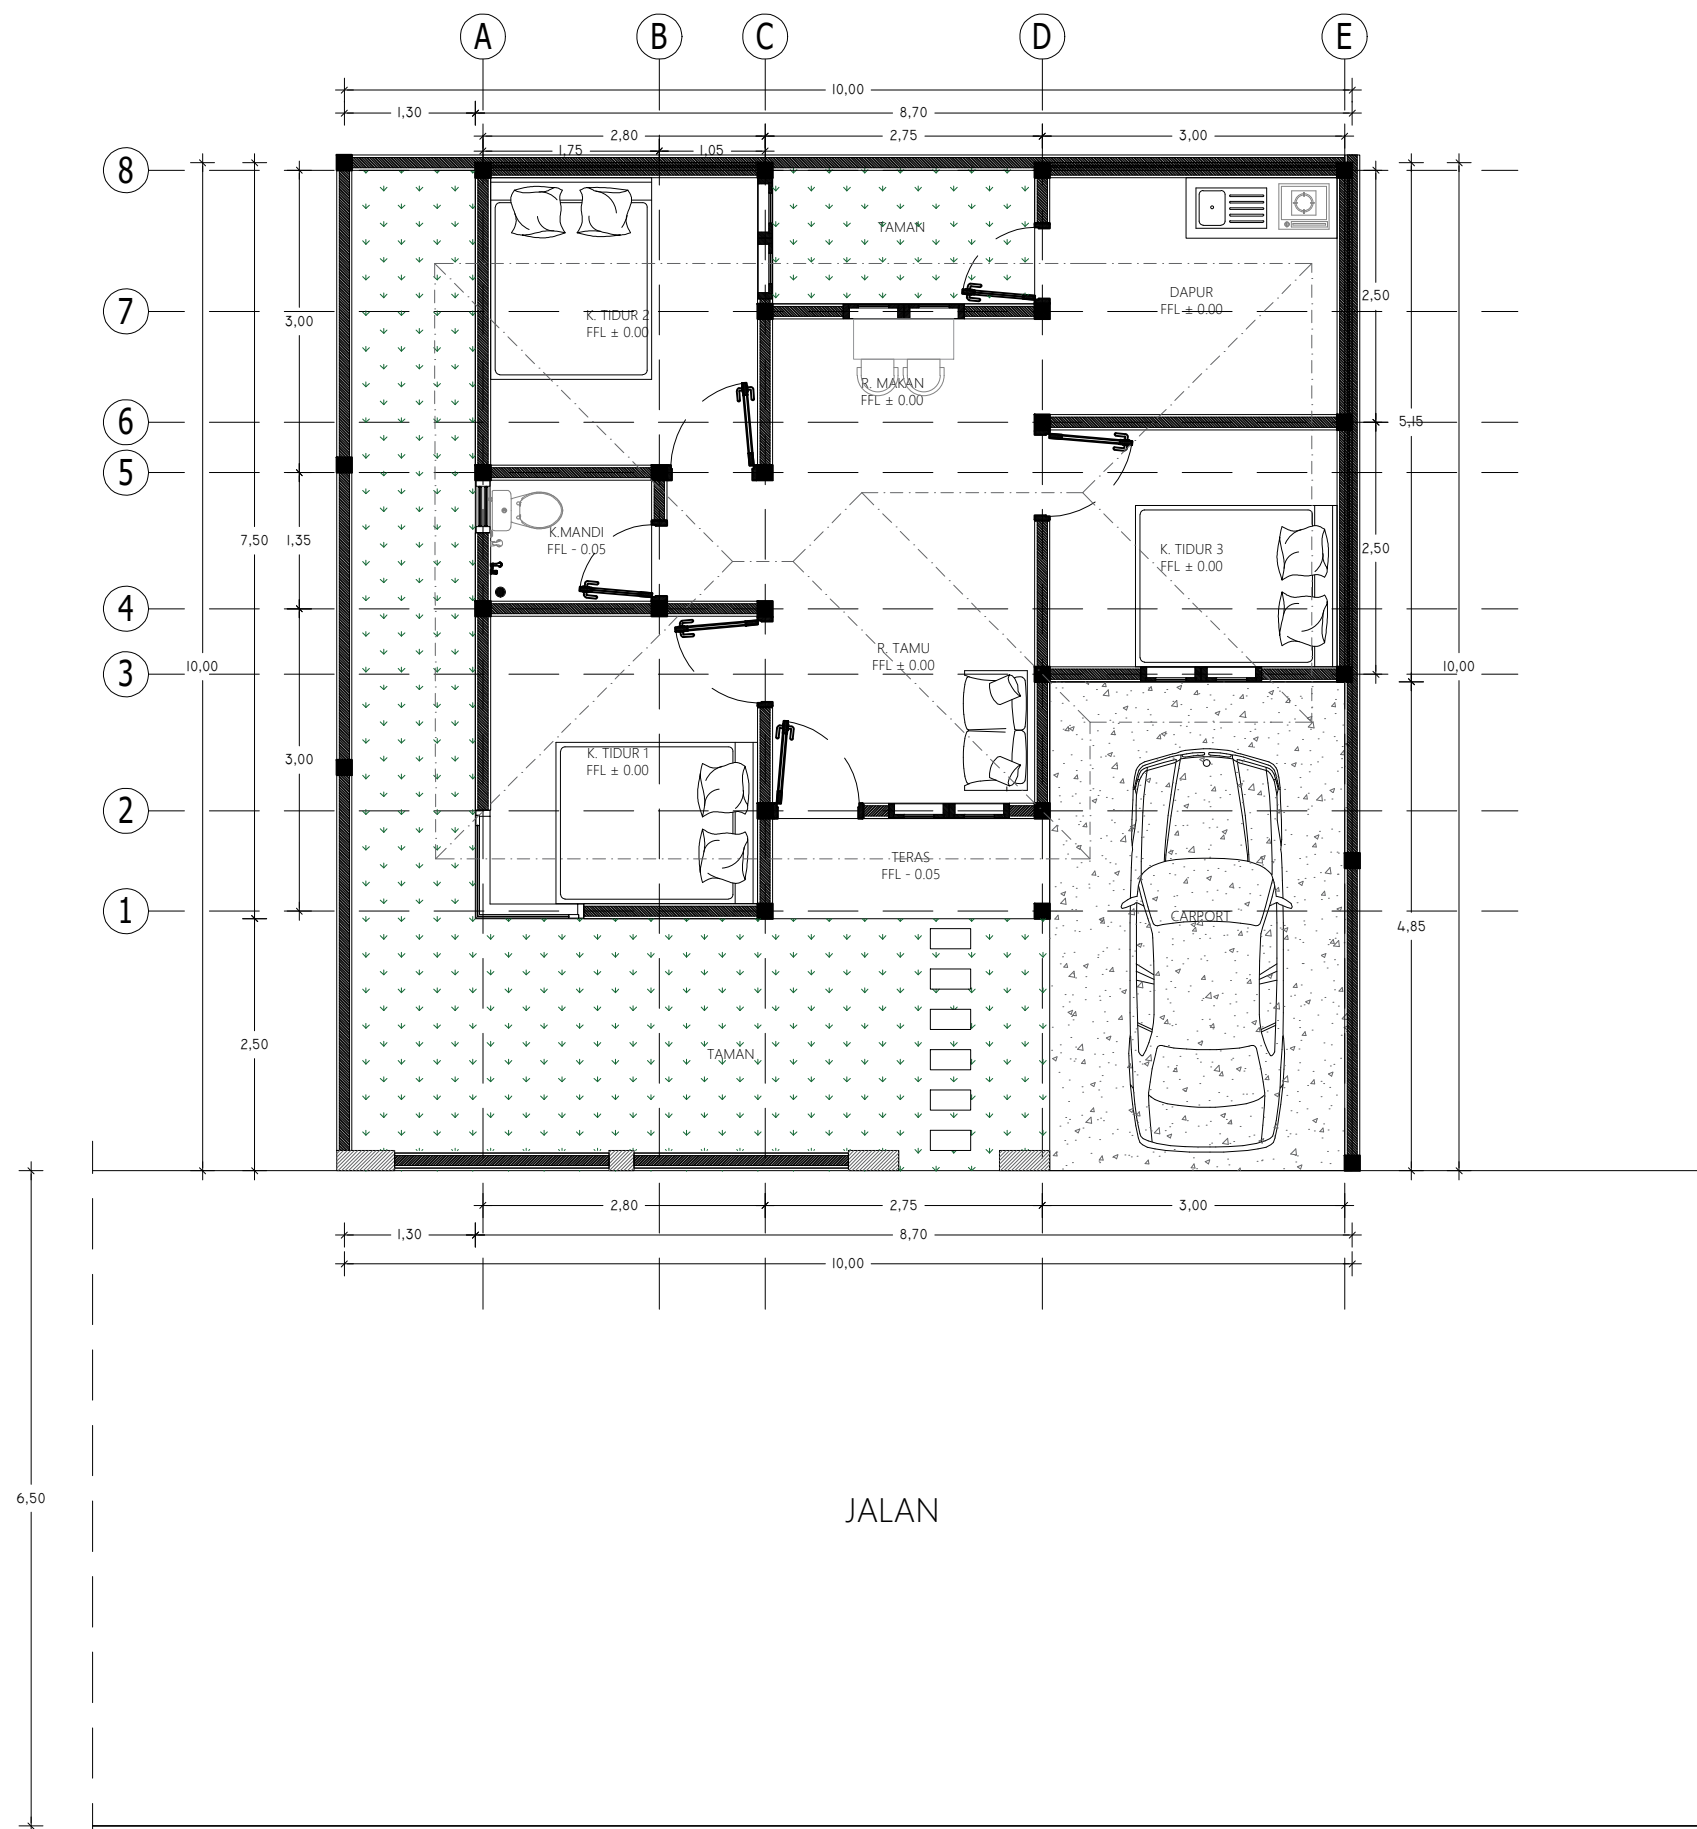 A B C D E
10,00
1,30 8,70
2,80 2,75 3,00
1,75 1,05
8
TAMAN
7
DAPUR
FFL ± 0.00
2,50
3,00
K. TIDUR 2
FFL ± 0.00
R. MAKAN
FFL ± 0.00
6
5,15
5
K.MANDI
FFL - 0.05
7,50 1,35
K. TIDUR 3
FFL ± 0.00
2,50
4
R. TAMU
FFL ± 0.00
3
10,00
10,00
3,00
K. TIDUR 1
FFL ± 0.00
2
TERAS
FFL - 0.05
1
CARPORT
4,85
2,50
TAMAN
2,80 2,75 3,00
1,30 8,70
10,00
6,50
JALAN